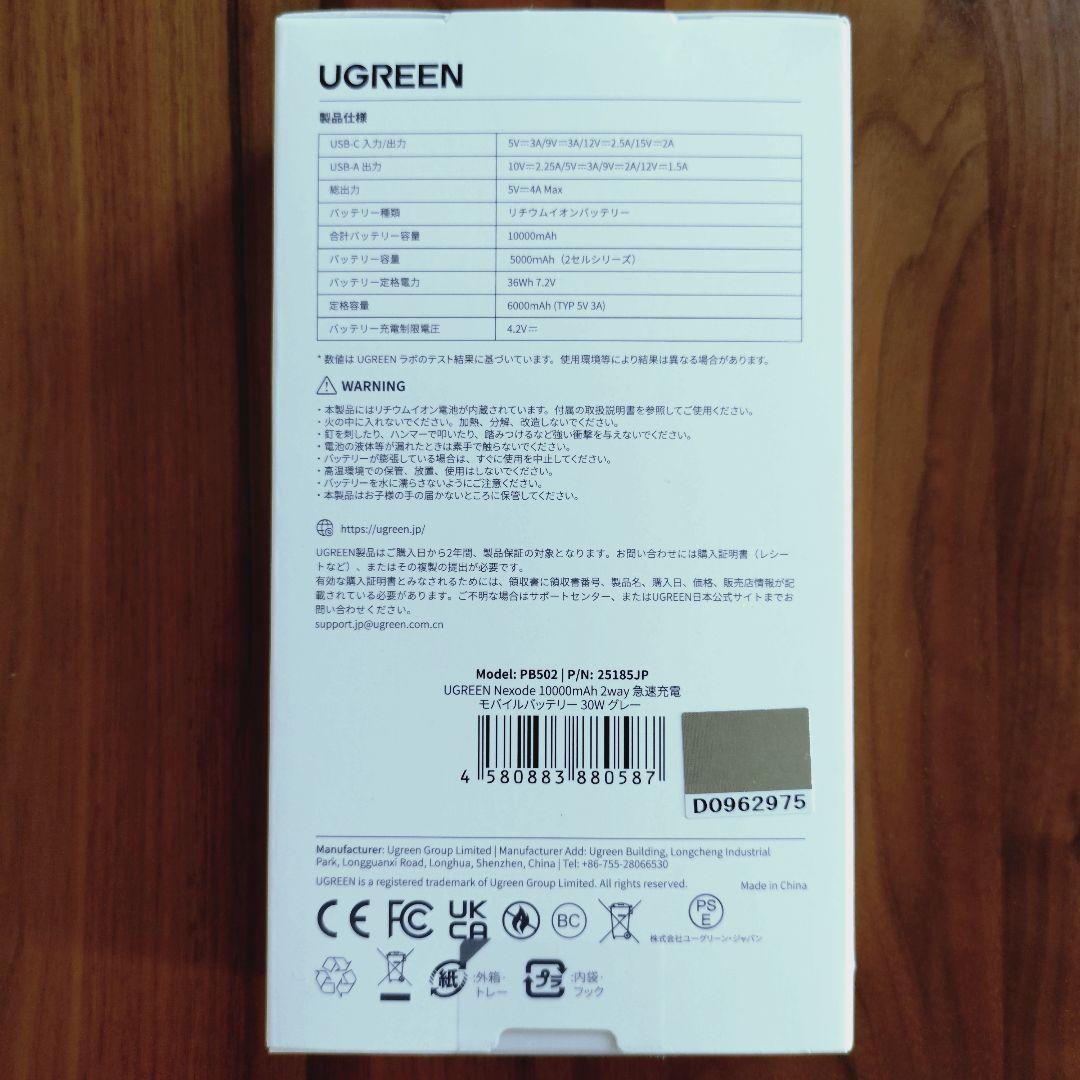 UGREEN
製品仕様
USB-C 入力/出力 5V⎓3A/9V⎓3A/12V⎓2.5A/15V⎓2A
USB-A 出力 10V⎓2.25A/5V⎓3A/9V⎓2A/12V⎓1.5A
総出力 5V⎓4A Max
バッテリー種類 リチウムイオンバッテリー
合計バッテリー容量 10000mAh
バッテリー容量 5000mAh（2セルシリーズ）
バッテリー定格電力 36Wh 7.2V
定格容量 6000mAh (TYP 5V 3A)
バッテリー充電制限電圧 4.2V⎓
* 数値は UGREEN ラボのテスト結果に基づいています。使用環境等により結果は異なる場合があります。
WARNING
・本製品にはリチウムイオン電池が内蔵されています。付属の取扱説明書を参照してご使用ください。
・火の中に入れないでください。加熱、分解、改造しないでください。
・釘を刺したり、ハンマーで叩いたり、踏みつけるなど強い衝撃を与えないでください。
・電池の液体等が漏れたときは素手で触らないでください。
・バッテリーが膨張している場合は、すぐに使用を中止してください。
・高温環境での保管、放置、使用はしないでください。
・バッテリーを水に濡らさないようにご注意ください。
・本製品はお子様の手の届かないところに保管してください。
https://ugreen.jp/
UGREEN製品はご購入日から2年間、製品保証の対象となります。お問い合わせには購入証明書（レシー
トなど）、またはその複製の提出が必要です。
有効な購入証明書とみなされるためには、領収書に領収書番号、製品名、購入日、価格、販売店情報が記
載されている必要があります。ご不明な場合はサポートセンター、またはUGREEN日本公式サイトまでお
問い合わせください。
support.jp@ugreen.com.cn
Model: PB502 | P/N: 25185JP
UGREEN Nexode 10000mAh 2way 急速充電
モバイルバッテリー 30W グレー
4 580883 880587
D0962975
Manufacturer: Ugreen Group Limited | Manufacturer Add: Ugreen Building, Longcheng Industrial
Park, Longguanxi Road, Longhua, Shenzhen, China | Tel: +86-755-28066530
UGREEN is a registered trademark of Ugreen Group Limited. All rights reserved.
Made in China
CE FC UK CA BC PS E
株式会社ユーグリーン・ジャパン
紙 :外箱・トレー
プラ :内袋・フック